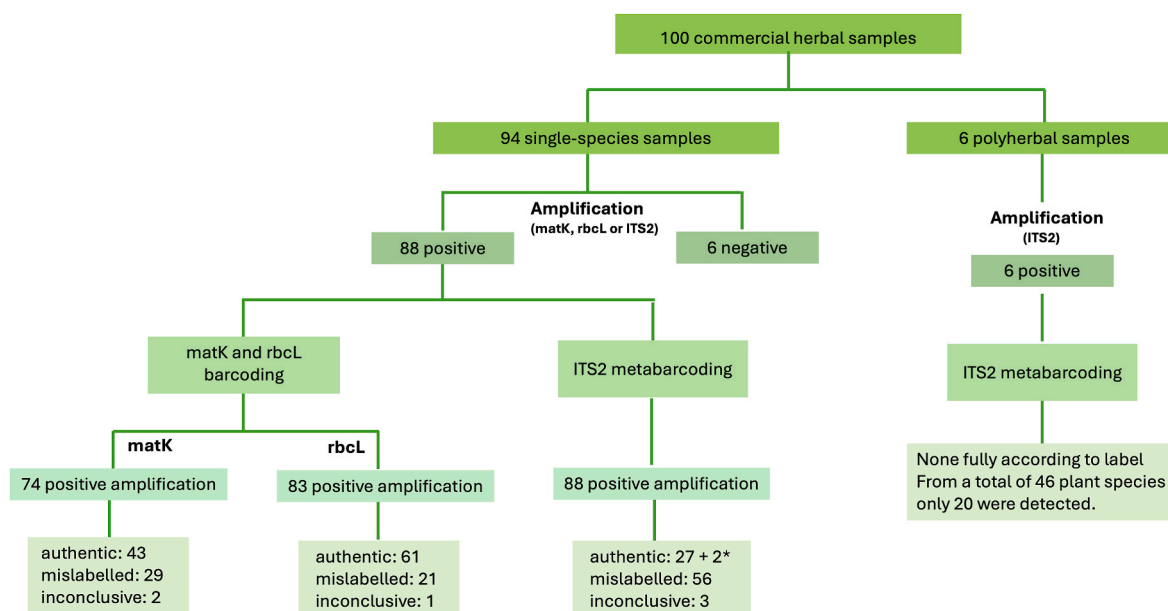 100 commercial herbal samples
94 single-species samples
6 polyherbal samples
Amplification
(matK, rbcL or ITS2)
Amplification
(ITS2)
88 positive
6 negative
6 positive
matK and rbcL
barcoding
ITS2 metabarcoding
ITS2 metabarcoding
matK
rbcL
74 positive amplification
83 positive amplification
88 positive amplification
None fully according to label
From a total of 46 plant species
only 20 were detected.
authentic: 43
mislabelled: 29
inconclusive: 2
authentic: 61
mislabelled: 21
inconclusive: 1
authentic: 27 + 2*
mislabelled: 56
inconclusive: 3